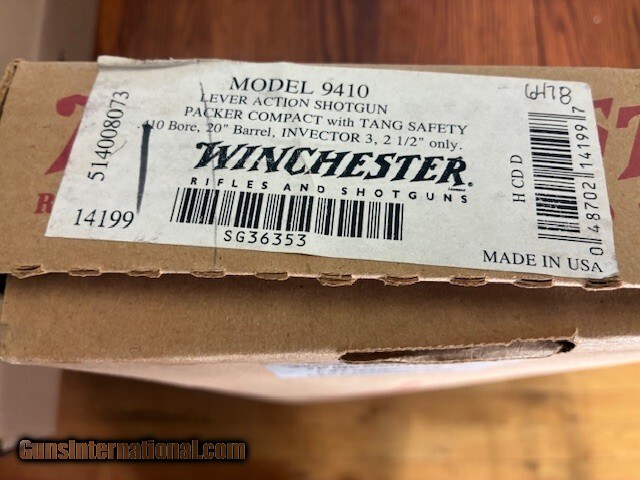 MODEL 9410
LEVER ACTION SHOTGUN
PACKER COMPACT with TANG SAFETY
.410 Bore, 20" Barrel, INVECTOR 3, 2 1/2" only.
WINCHESTER
RIFLES AND SHOTGUNS
SG36353
514008073
14199
H CD D
0 48702 14199 7
MADE IN USA
GunsInternational.com